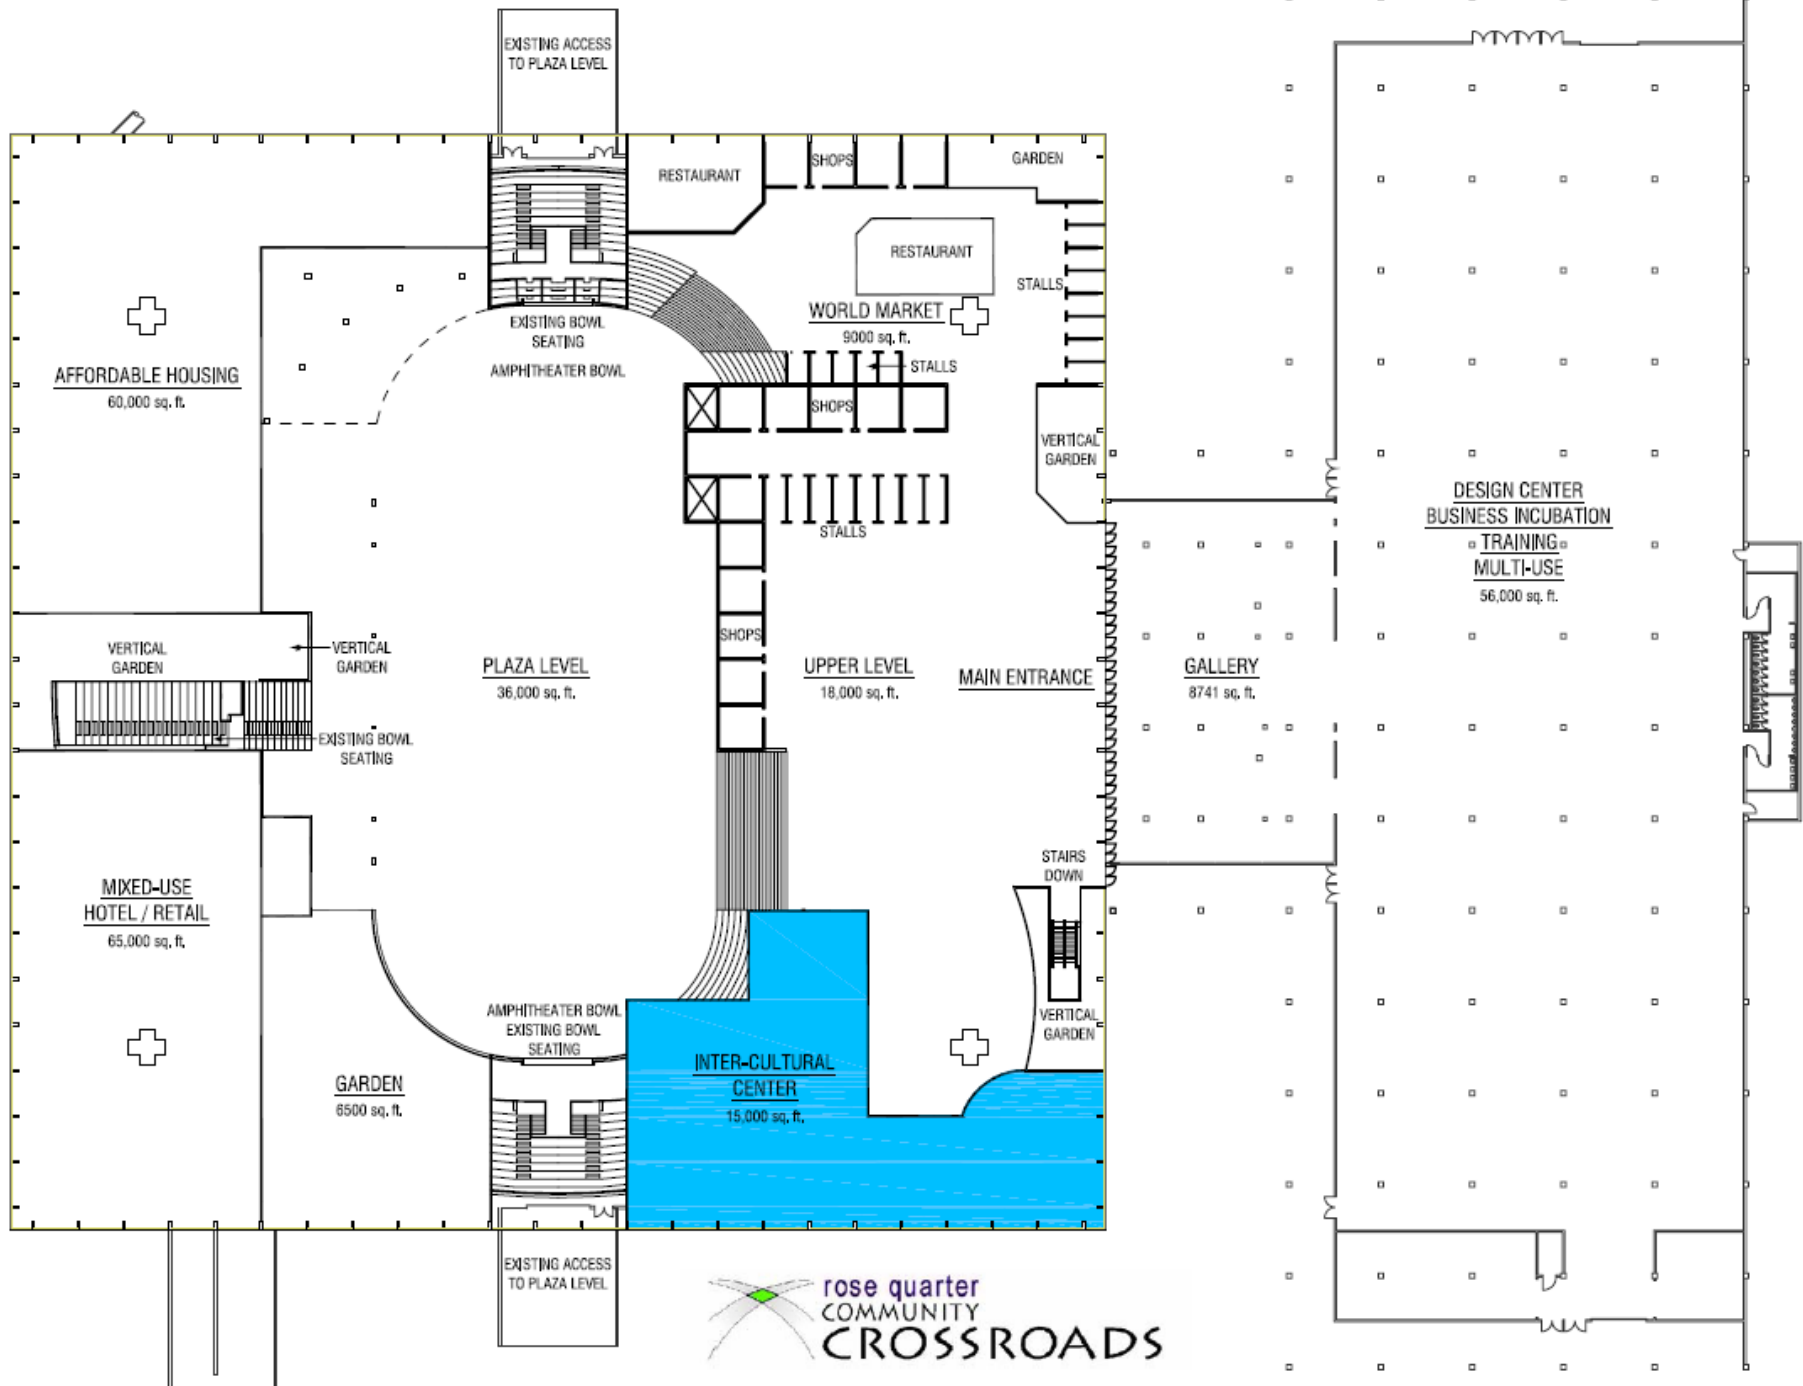 EXISTING ACCESS
TO PLAZA LEVEL
RESTAURANT
SHOPS
GARDEN
RESTAURANT
STALLS
WORLD MARKET
9000 sq. ft.
EXISTING BOWL
SEATING
AMPHITHEATER BOWL
STALLS
AFFORDABLE HOUSING
60,000 sq. ft.
SHOPS
VERTICAL
GARDEN
STALLS
DESIGN CENTER
BUSINESS INCUBATION
TRAINING
MULTI-USE
56,000 sq. ft.
VERTICAL
GARDEN
VERTICAL
GARDEN
SHOPS
PLAZA LEVEL
36,000 sq. ft.
UPPER LEVEL
18,000 sq. ft.
MAIN ENTRANCE
GALLERY
8741 sq. ft.
EXISTING BOWL
SEATING
STAIRS
DOWN
MIXED-USE
HOTEL / RETAIL
65,000 sq. ft.
AMPHITHEATER BOWL
EXISTING BOWL
SEATING
VERTICAL
GARDEN
INTER-CULTURAL
CENTER
15,000 sq. ft.
GARDEN
6500 sq. ft.
EXISTING ACCESS
TO PLAZA LEVEL
rose quarter
COMMUNITY
CROSSROADS